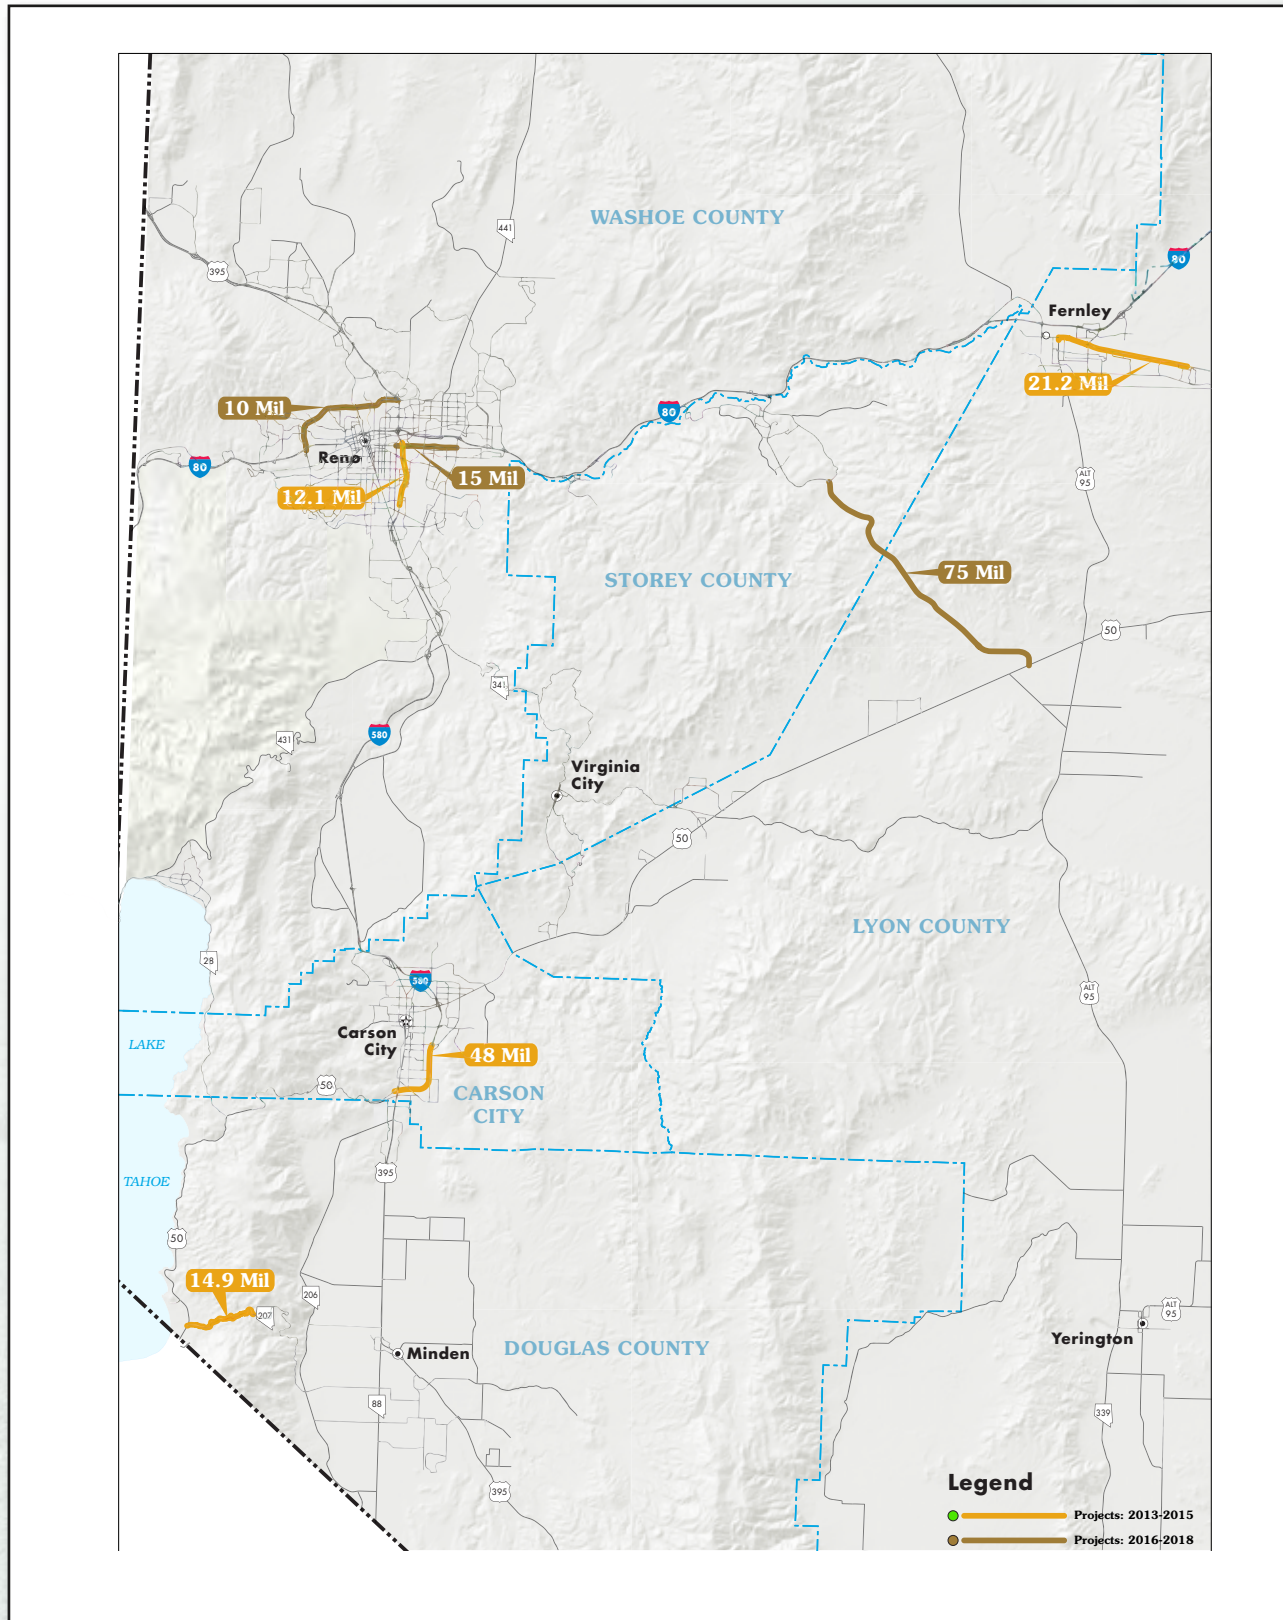 WASHOE COUNTY
441
395
80
Fernley
21.2 Mil
10 Mil
80
Reno
80
15 Mil
12.1 Mil
ALT
95
STOREY COUNTY
75 Mil
50
341
580
431
Virginia
City
50
LYON COUNTY
28
580
ALT
95
Carson
City
LAKE
48 Mil
50
CARSON
CITY
395
TAHOE
50
14.9 Mil
206
207
ALT
95
Yerington
Minden
DOUGLAS COUNTY
88
339
395
Legend
Projects: 2013-2015
Projects: 2016-2018